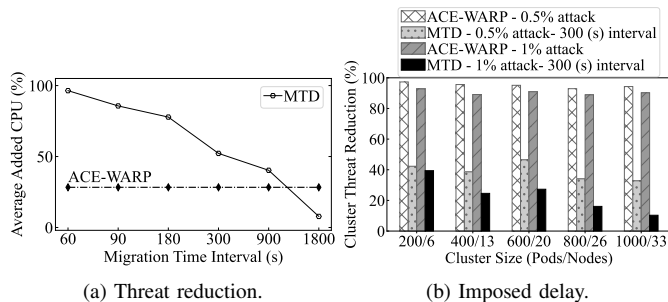 Average Added CPU (%)
100
50
0
MTD
ACE-WARP
60 90 180 300 900 1800
Migration Time Interval (s)
(a) Threat reduction.
ACE-WARP - 0.5% attack
MTD - 0.5% attack- 300 (s) interval
ACE-WARP - 1% attack
MTD - 1% attack- 300 (s) interval
Cluster Threat Reduction (%)
100
80
60
40
20
0
200/6 400/13 600/20 800/26 1000/33
Cluster Size (Pods/Nodes)
(b) Imposed delay.